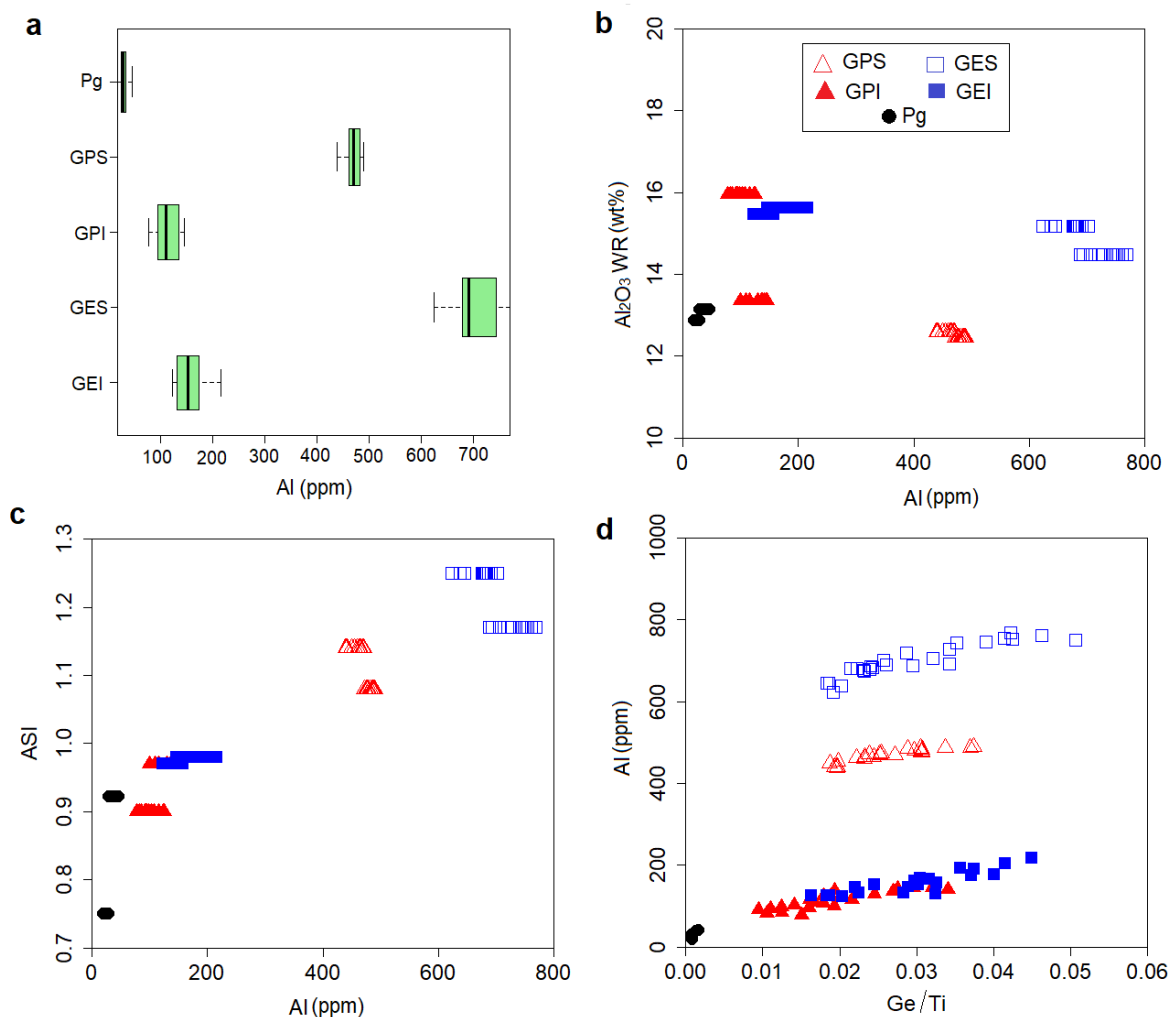 a
Pg
GPS
GPI
GES
GEI
100 200 300 400 500 600 700
Al (ppm)
b
20
18
16
14
12
10
Al₂O₃ WR (wt%)
GPS GES
GPI GEI
Pg
0 200 400 600 800
Al (ppm)
c
1.3
1.2
1.1
1.0
0.9
0.8
0.7
ASI
0 200 400 600 800
Al (ppm)
d
1000
800
600
400
200
0
Al (ppm)
0.00 0.01 0.02 0.03 0.04 0.05 0.06
Ge/Ti